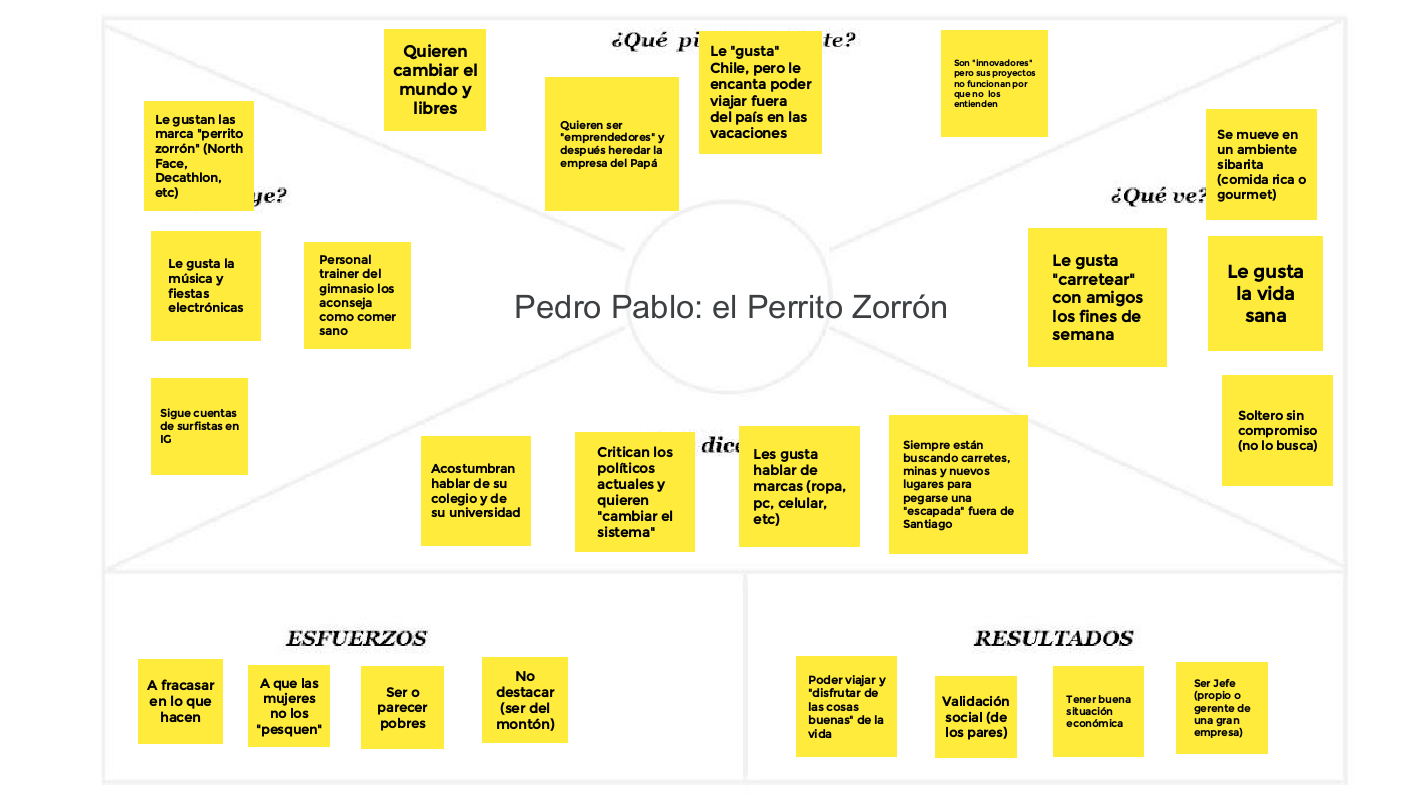 ¿Qué pi
te?
Quieren
cambiar el
mundo y
libres
Quieren ser
"emprendedores" y
después heredar la
empresa del Papá
Le "gusta"
Chile, pero le
encanta poder
viajar fuera
del país en las
vacaciones
Son "innovadores"
pero sus proyectos
no funcionan por
que no los
entienden
Le gustan las
marca "perrito
zorrón" (North
Face,
Decathlon,
etc)
ye?
Le gusta la
música y
fiestas
electrónicas
Personal
trainer del
gimnasio los
aconseja
como comer
sano
Sigue cuentas
de surfistas en
IG
Pedro Pablo: el Perrito Zorrón
¿Qué ve?
Se mueve en
un ambiente
sibarita
(comida rica o
gourmet)
Le gusta
"carretear"
con amigos
los fines de
semana
Le gusta
la vida
sana
Soltero sin
compromiso
(no lo busca)
dice
Acostumbran
hablar de su
colegio y de
su universidad
Critican los
políticos
actuales y
quieren
"cambiar el
sistema"
Les gusta
hablar de
marcas (ropa,
pc, celular,
etc)
Siempre están
buscando carretes,
minas y nuevos
lugares para
pegarse una
"escapada" fuera de
Santiago
ESFUERZOS
A fracasar
en lo que
hacen
A que las
mujeres
no los
"pesquen"
Ser o
parecer
pobres
No
destacar
(ser del
montón)
RESULTADOS
Poder viajar y
"disfrutar de
las cosas
buenas" de la
vida
Validación
social (de
los pares)
Tener buena
situación
económica
Ser Jefe
(propio o
gerente de
una gran
empresa)